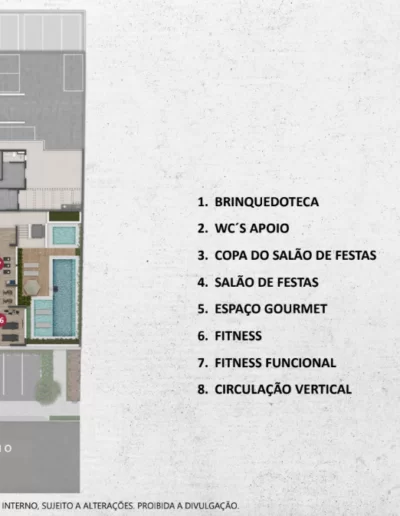 1. BRINQUEDOTECA
2. WC´S APOIO
3. COPA DO SALÃO DE FESTAS
4. SALÃO DE FESTAS
5. ESPAÇO GOURMET
6. FITNESS
7. FITNESS FUNCIONAL
8. CIRCULAÇÃO VERTICAL
6
I O
INTERNO, SUJEITO A ALTERAÇÕES. PROIBIDA A DIVULGAÇÃO.